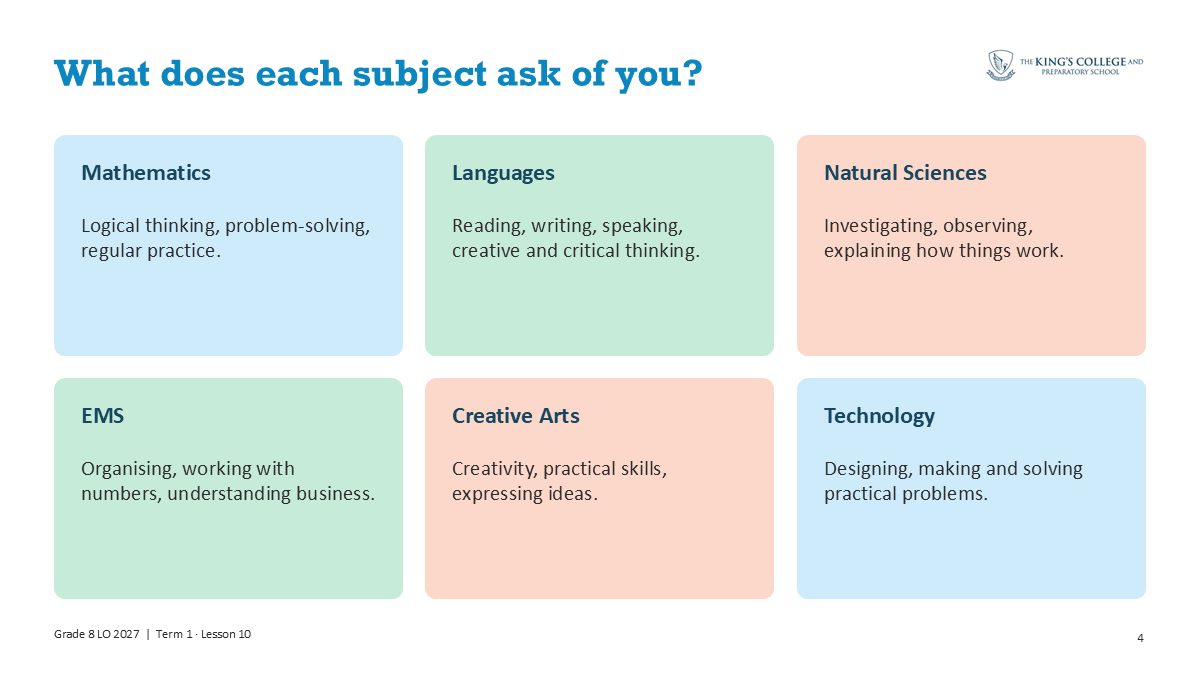 What does each subject ask of you?
THE KING'S COLLEGE AND
PREPARATORY SCHOOL
Mathematics
Logical thinking, problem-solving,
regular practice.
Languages
Reading, writing, speaking,
creative and critical thinking.
Natural Sciences
Investigating, observing,
explaining how things work.
EMS
Organising, working with
numbers, understanding business.
Creative Arts
Creativity, practical skills,
expressing ideas.
Technology
Designing, making and solving
practical problems.
Grade 8 LO 2027 | Term 1 · Lesson 10
4